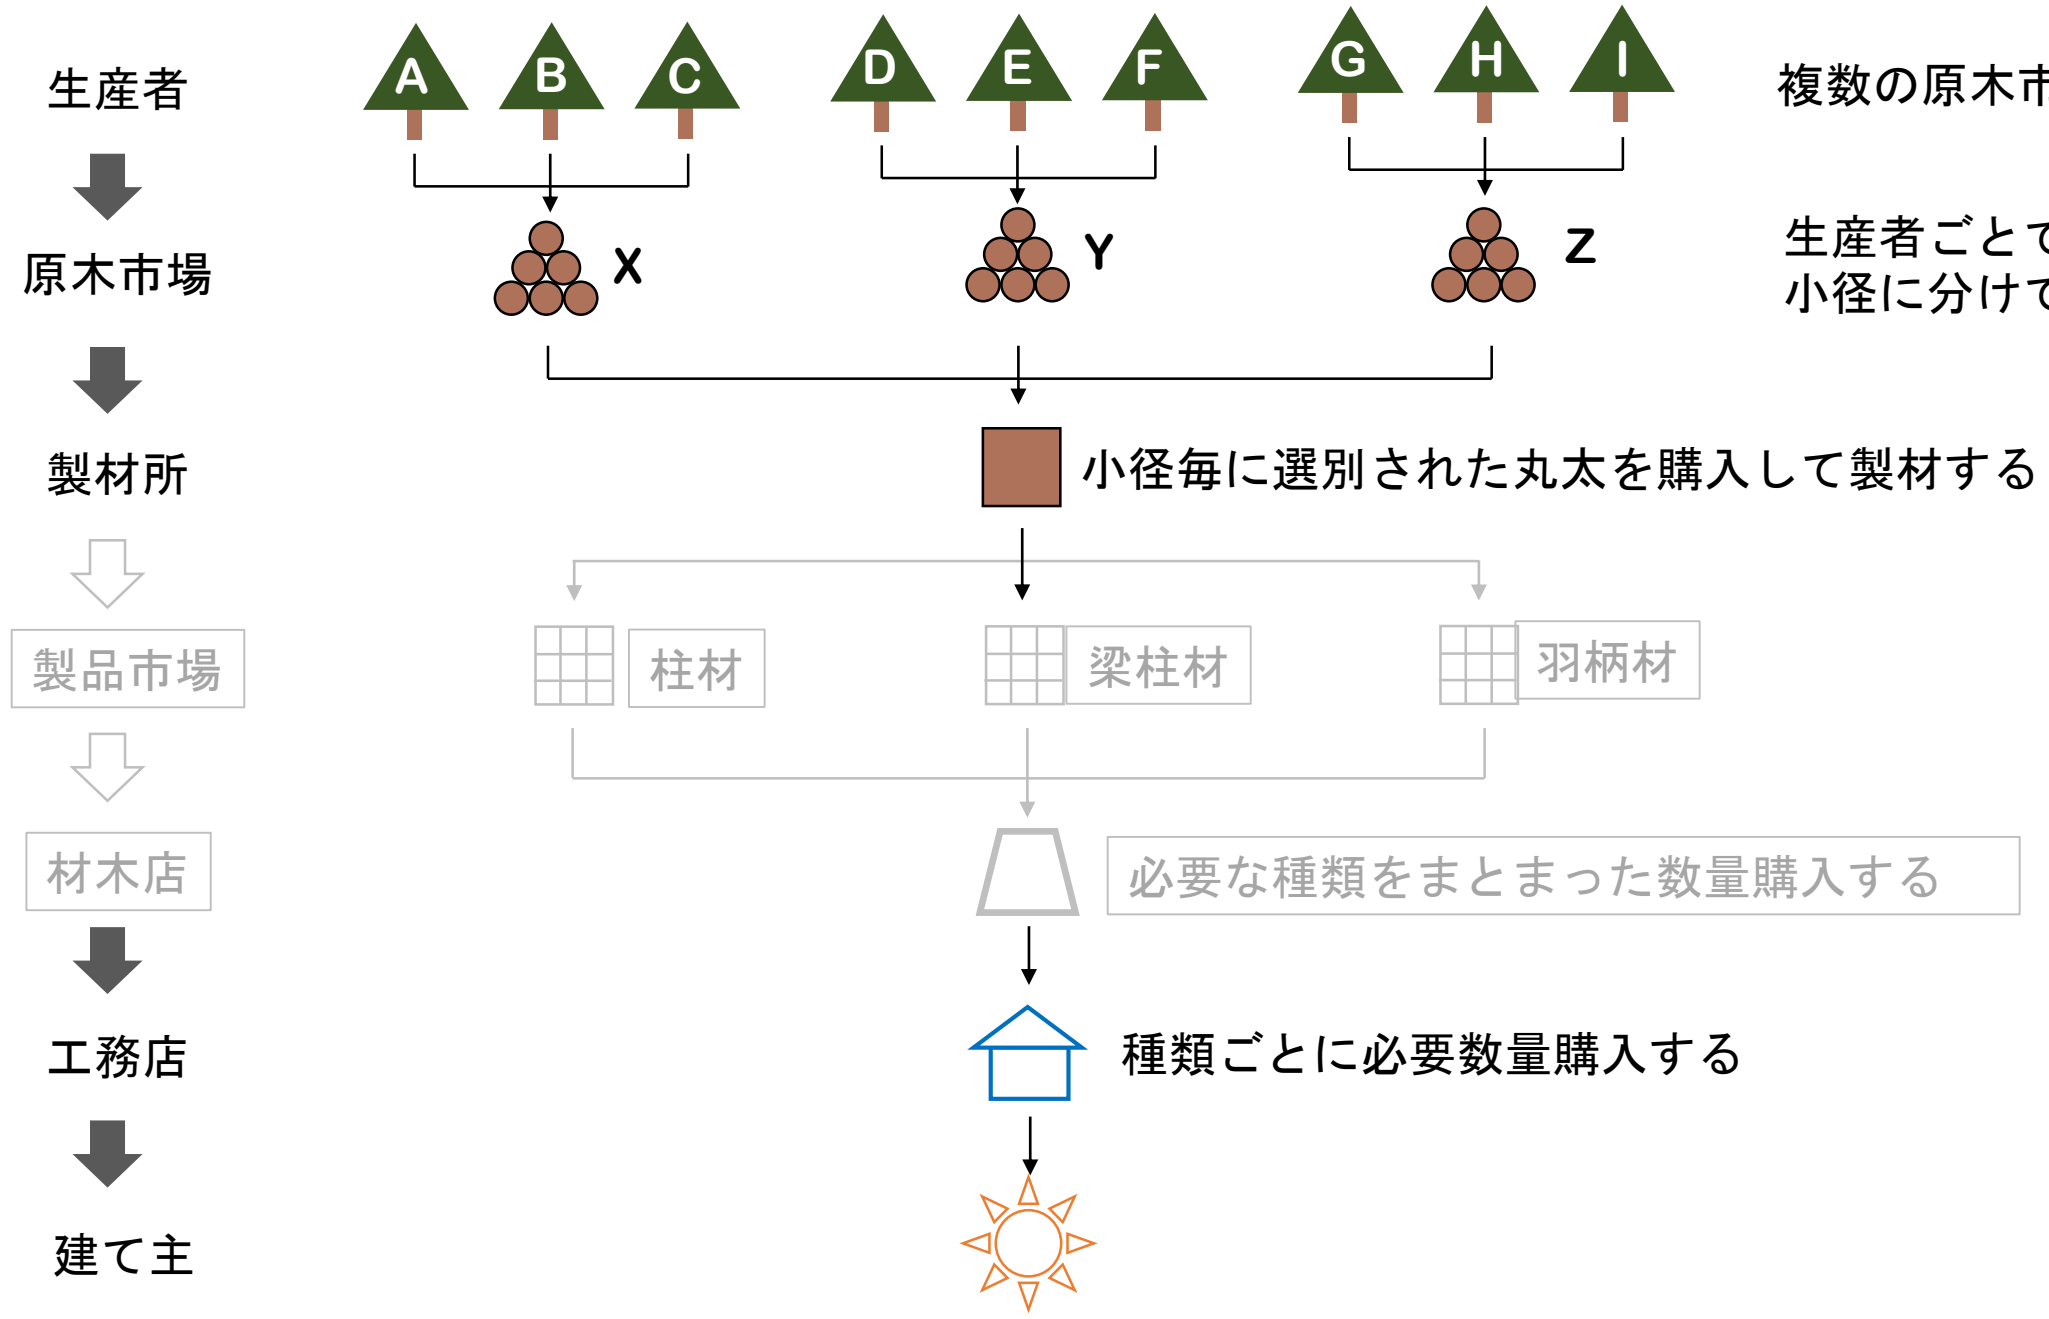 生産者
A B C D E F G H I
複数の原木市
原木市場
X
Y
Z
生産者ごとで
小径に分けて
製材所
小径毎に選別された丸太を購入して製材する
製品市場
柱材
梁柱材
羽柄材
材木店
必要な種類をまとまった数量購入する
工務店
種類ごとに必要数量購入する
建て主